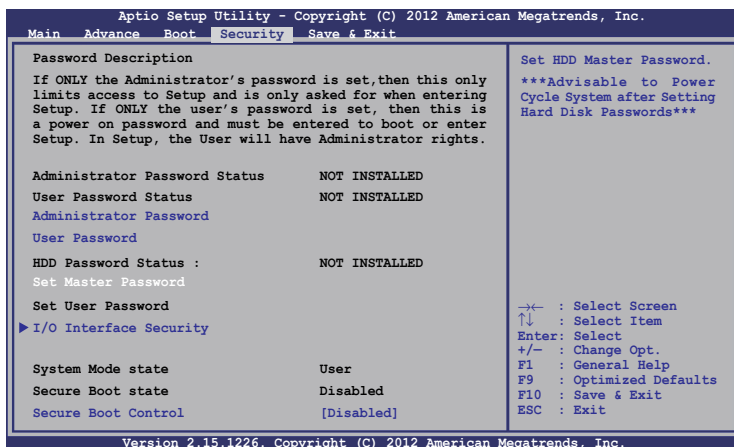 Aptio Setup Utility - Copyright (C) 2012 American Megatrends, Inc.
Main Advance Boot Security Save & Exit
Password Description
If ONLY the Administrator's password is set,then this only
limits access to Setup and is only asked for when entering
Setup. If ONLY the user's password is set, then this is
a power on password and must be entered to boot or enter
Setup. In Setup, the User will have Administrator rights.
Administrator Password Status NOT INSTALLED
User Password Status NOT INSTALLED
Administrator Password
User Password
HDD Password Status : NOT INSTALLED
Set Master Password
Set User Password
I/O Interface Security
System Mode state User
Secure Boot state Disabled
Secure Boot Control [Disabled]
Set HDD Master Password.
***Advisable to Power
Cycle System after Setting
Hard Disk Passwords***
→← : Select Screen
↑↓ : Select Item
Enter: Select
+/— : Change Opt.
F1 : General Help
F9 : Optimized Defaults
F10 : Save & Exit
ESC : Exit
Version 2.15.1226. Copyright (C) 2012 American Megatrends, Inc.